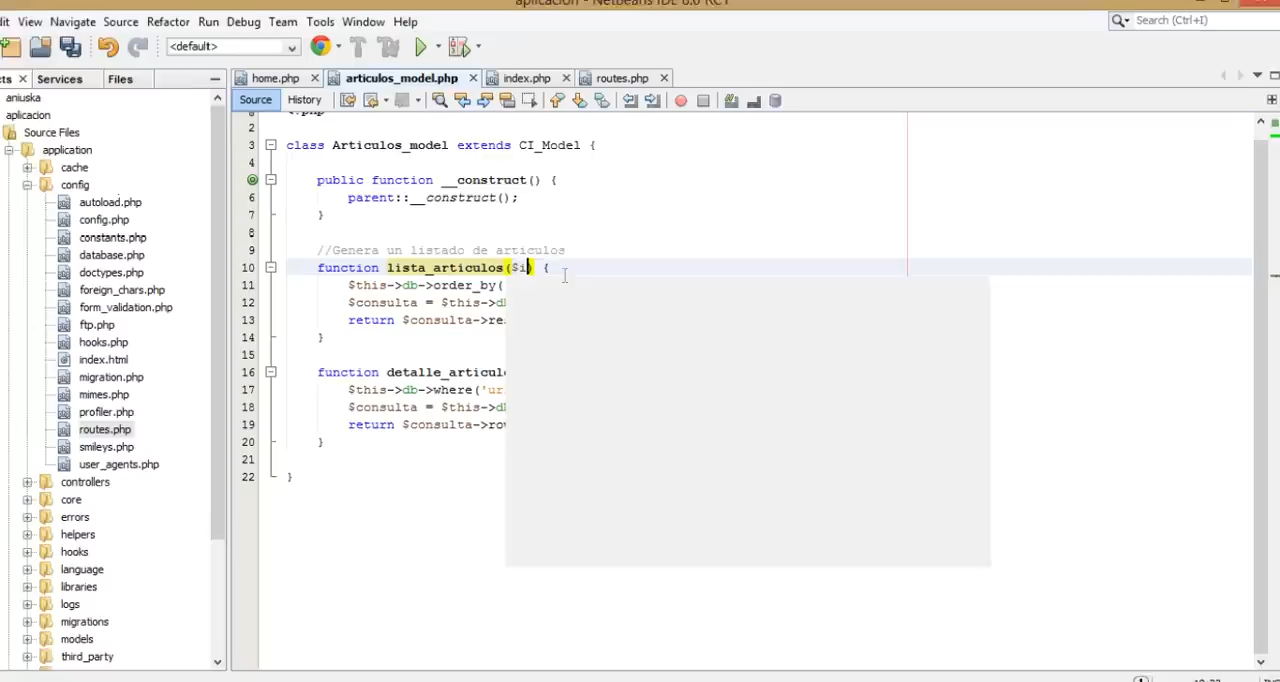 aplicacion - NetBeans IDE 8.0 RC1
dit View Navigate Source Refactor Run Debug Team Tools Window Help
Search (Ctrl+I)
<default>
cts Services Files
home.php articulos_model.php index.php routes.php
Source History
aniuska
aplicacion
Source Files
application
cache
config
autoload.php
config.php
constants.php
database.php
doctypes.php
foreign_chars.php
form_validation.php
ftp.php
hooks.php
index.html
migration.php
mimes.php
profiler.php
routes.php
smileys.php
user_agents.php
controllers
core
errors
helpers
hooks
language
libraries
logs
migrations
models
third_party
<?php
2
3 class Articulos_model extends CI_Model {
4
public function __construct() {
6 parent::__construct();
7 }
8
9 //Genera un listado de articulos
10 function lista_articulos($i) {
11 $this->db->order_by(
12 $consulta = $this->db
13 return $consulta->re
14 }
15
16 function detalle_articulo
17 $this->db->where('ur
18 $consulta = $this->db
19 return $consulta->ro
20 }
21
22 }